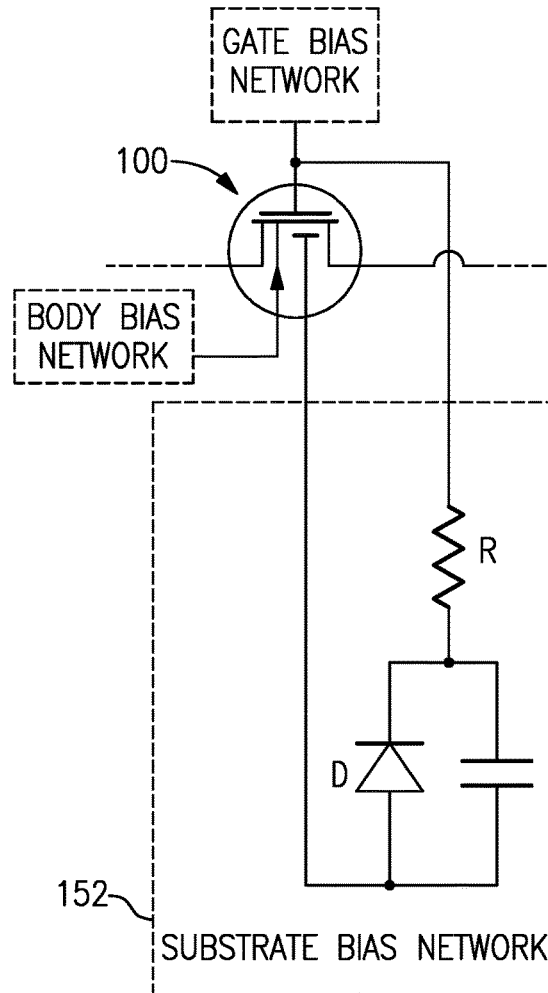 GATE BIAS
NETWORK
100
BODY BIAS
NETWORK
R
D
152
SUBSTRATE BIAS NETWORK